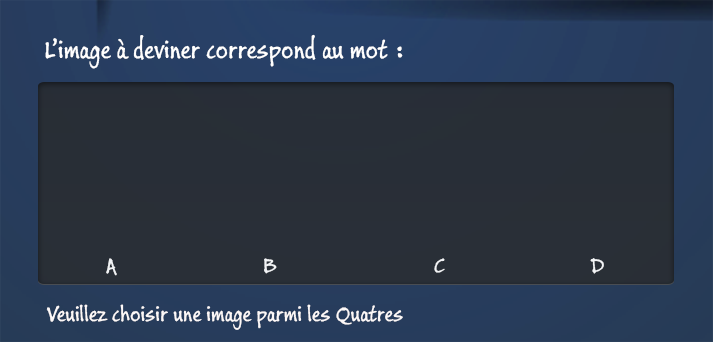 L'image à deviner correspond au mot :
A B C D
Veuillez choisir une image parmi les Quatres